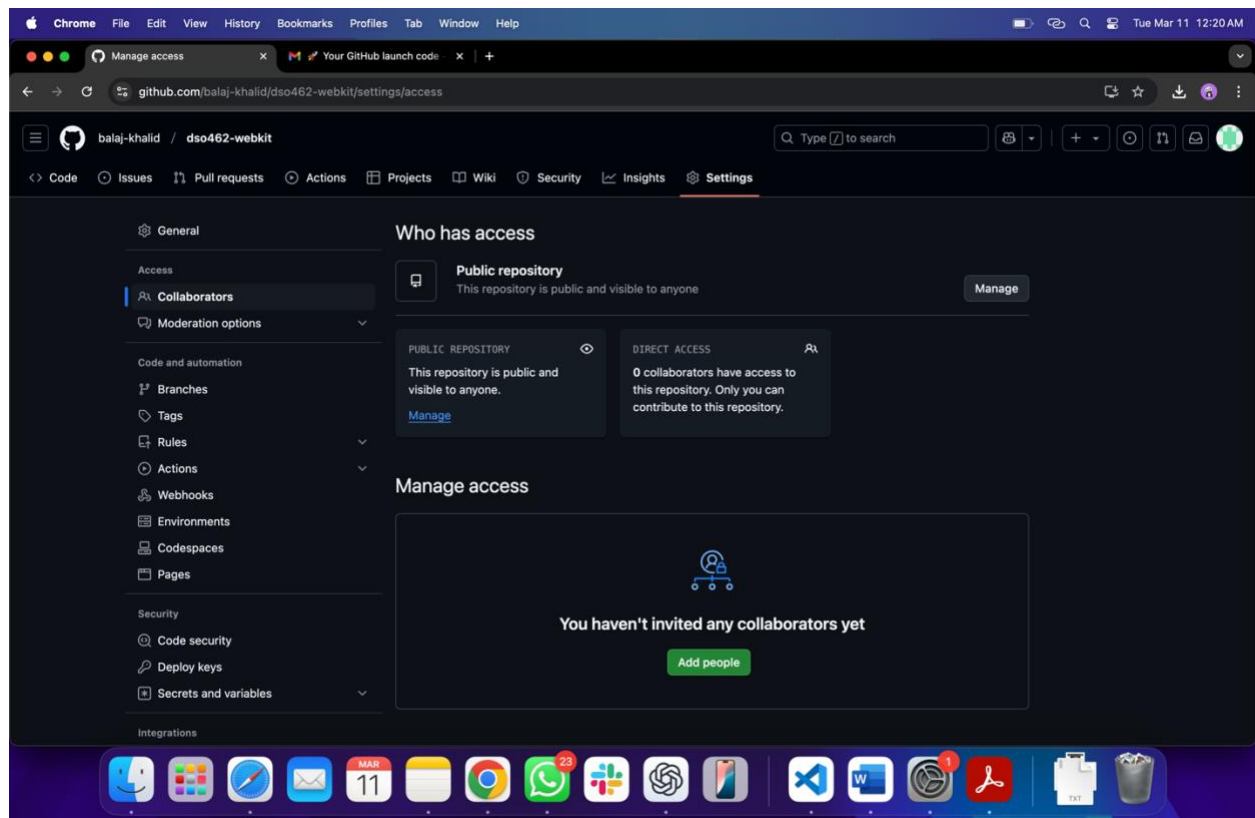 Chrome File Edit View History Bookmarks Profiles Tab Window Help Tue Mar 11 12:20 AM
Manage access Your GitHub launch code -
github.com/balaj-khalid/dso462-webkit/settings/access
balaj-khalid / dso462-webkit Type / to search
Code Issues Pull requests Actions Projects Wiki Security Insights Settings
General
Access
Collaborators
Moderation options
Code and automation
Branches
Tags
Rules
Actions
Webhooks
Environments
Codespaces
Pages
Security
Code security
Deploy keys
Secrets and variables
Integrations
Who has access
Public repository
This repository is public and visible to anyone
Manage
PUBLIC REPOSITORY
This repository is public and
visible to anyone.
Manage
DIRECT ACCESS
0 collaborators have access to
this repository. Only you can
contribute to this repository.
Manage access
You haven't invited any collaborators yet
Add people
MAR
11
23
W
1
TXT